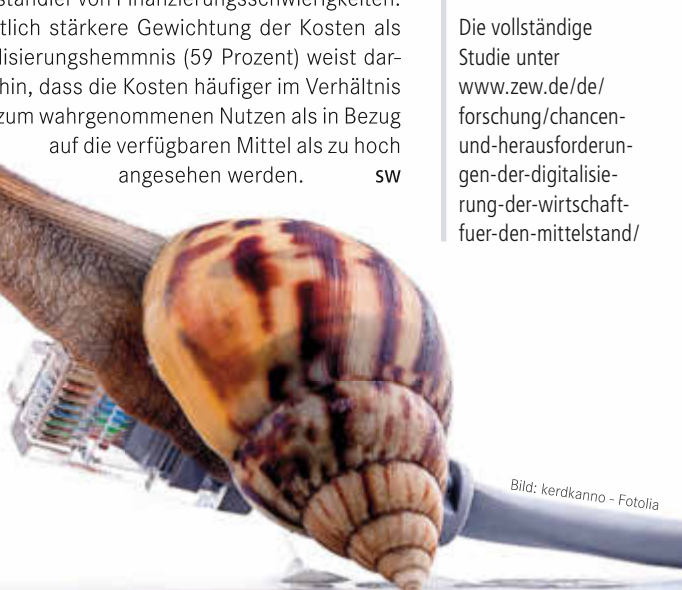 ständler von Finanzierungsschwierigkeiten.
tlich stärkere Gewichtung der Kosten als
lisierungshemmnis (59 Prozent) weist dar-
hin, dass die Kosten häufiger im Verhältnis
zum wahrgenommenen Nutzen als in Bezug
auf die verfügbaren Mittel als zu hoch
angesehen werden. SW
Die vollständige
Studie unter
www.zew.de/de/
forschung/chancen-
und-herausforderun-
gen-der-digitalisie-
rung-der-wirtschaft-
fuer-den-mittelstand/
Bild: kerdkanno - Fotolia